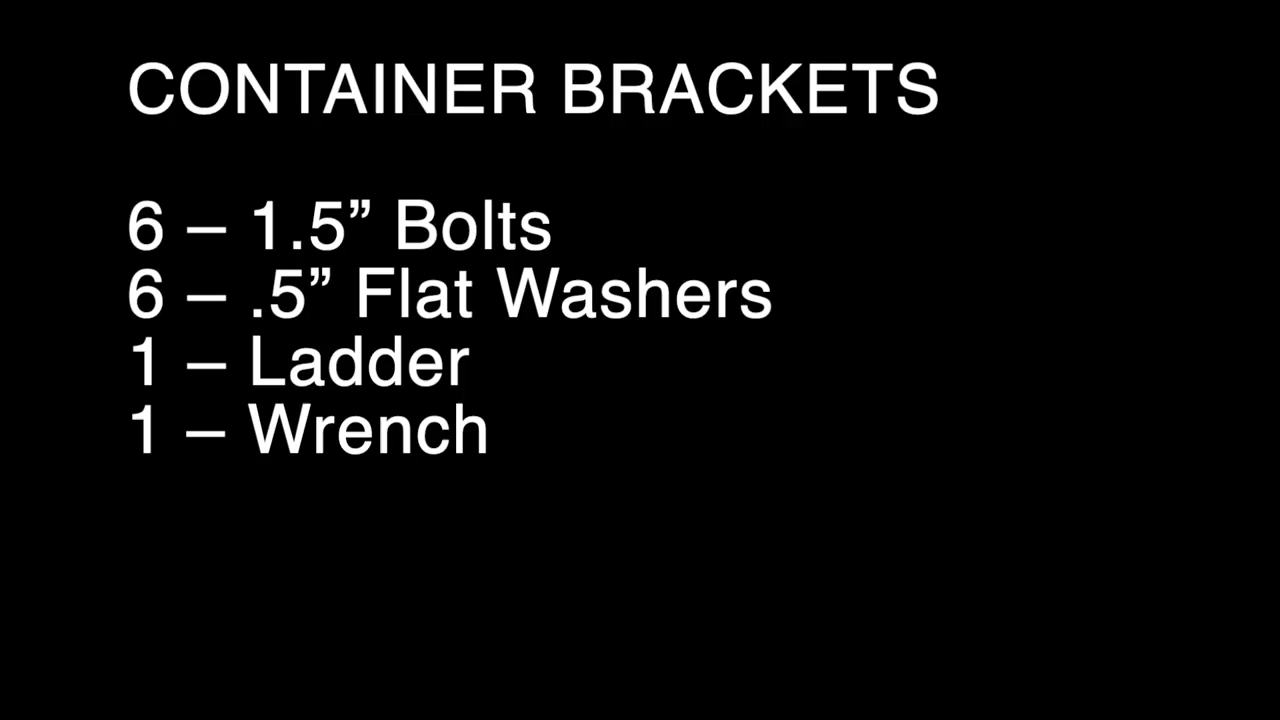 CONTAINER BRACKETS
6 – 1.5” Bolts
6 – .5” Flat Washers
1 – Ladder
1 – Wrench